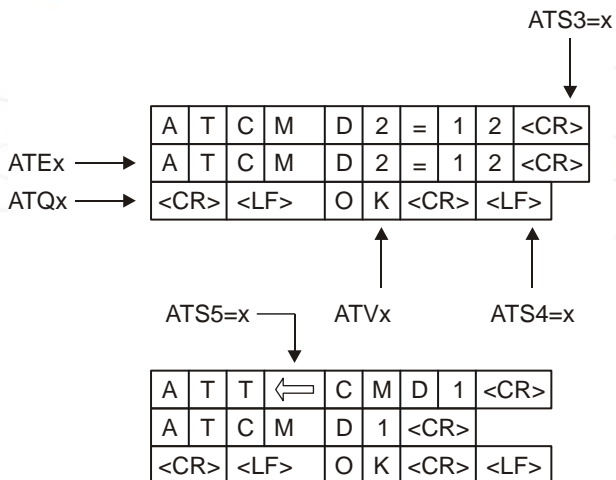 ATS3=x
A T C M D 2 = 1 2 <CR>
ATEx A T C M D 2 = 1 2 <CR>
ATQx <CR> <LF> O K <CR> <LF>
ATS5=x ATVx ATS4=x
A T T ⇦ C M D 1 <CR>
A T C M D 1 <CR>
<CR> <LF> O K <CR> <LF>